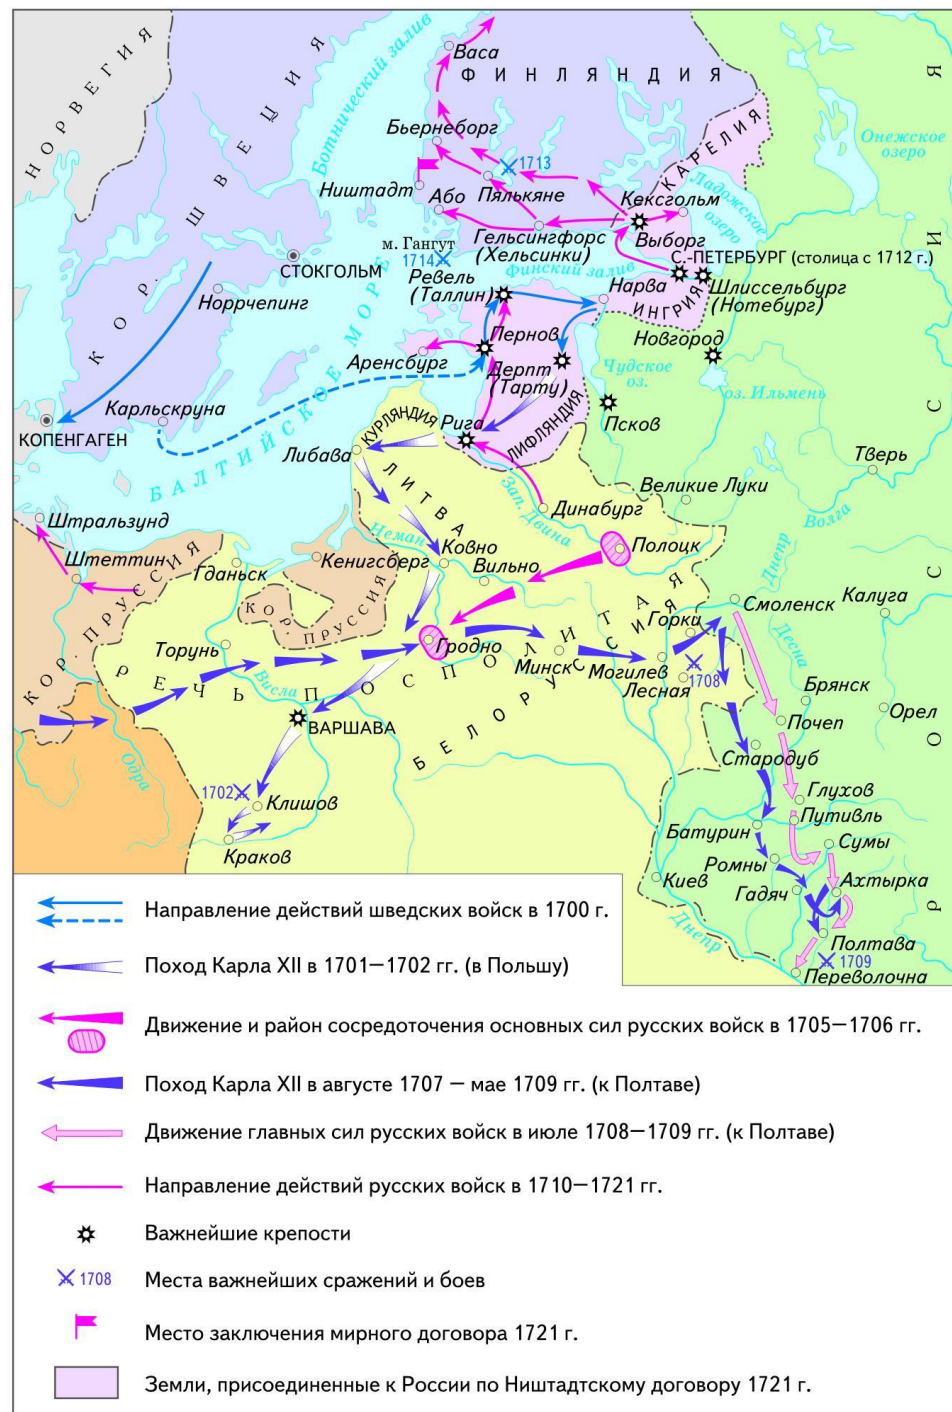 НОРВЕГИЯ
КОР. ШВЕЦИЯ
Ботнический залив
Васа
ФИНЛЯНДИЯ
КАРЕЛИЯ
Онежское
озеро
Бьернеборг
1713
Ништадт
Пялькяне
Або
Кексгольм
Ладожское
озеро
Гельсингфорс
(Хельсинки)
Выборг
м. Гангут
1714
С.-ПЕТЕРБУРГ (столица с 1712 г.)
Финский залив
Шлиссельбург
(Нотебург)
СТОКГОЛЬМ
Норрчепинг
Ревель
(Таллин)
Нарва
ИНГРИЯ
Новгород
Пернов
Аренсбург
Дерпт
(Тарту)
Чудское
оз.
оз. Ильмень
Псков
Карльскруна
КОПЕНГАГЕН
БАЛТИЙСКОЕ МОРЕ
КУРЛЯНДИЯ
Рига
ЛИФЛЯНДИЯ
Либава
ЛИТВА
Зап. Двина
Динабург
Великие Луки
Тверь
Волга
РОССИЯ
Штральзунд
Штеттин
КОР. ПРУССИЯ
Гданьск
Кенигсберг
КОР. ПРУССИЯ
Неман
Ковно
Вильно
Полоцк
Днепр
Смоленск
Калуга
Горки
Торунь
Висла
Гродно
РЕЧЬ ПОСПОЛИТАЯ
БЕЛОРУССИЯ
Минск
Могилев
Лесная
1708
Десна
Брянск
Орел
Почеп
ВАРШАВА
Одра
Стародуб
1702
Клишов
Краков
Глухов
Путивль
Батурин
Сумы
Ромны
Киев
Гадяч
Ахтырка
Днепр
Полтава
1709
Переволочна
Направление действий шведских войск в 1700 г.
Поход Карла XII в 1701–1702 гг. (в Польшу)
Движение и район сосредоточения основных сил русских войск в 1705–1706 гг.
Поход Карла XII в августе 1707 – мае 1709 гг. (к Полтаве)
Движение главных сил русских войск в июле 1708–1709 гг. (к Полтаве)
Направление действий русских войск в 1710–1721 гг.
Важнейшие крепости
1708 Места важнейших сражений и боев
Место заключения мирного договора 1721 г.
Земли, присоединенные к России по Ништадтскому договору 1721 г.